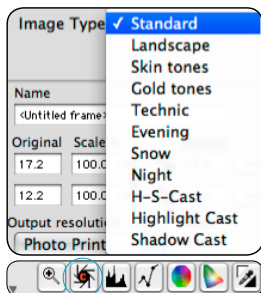 Image Type ✓ Standard
Landscape
Skin tones
Gold tones
Technic
Evening
Snow
Night
H-S-Cast
Highlight Cast
Shadow Cast
Name
<Untitled frame>
Original Scale
17.2 100.0
12.2 100.0
Output resolution
Photo Print